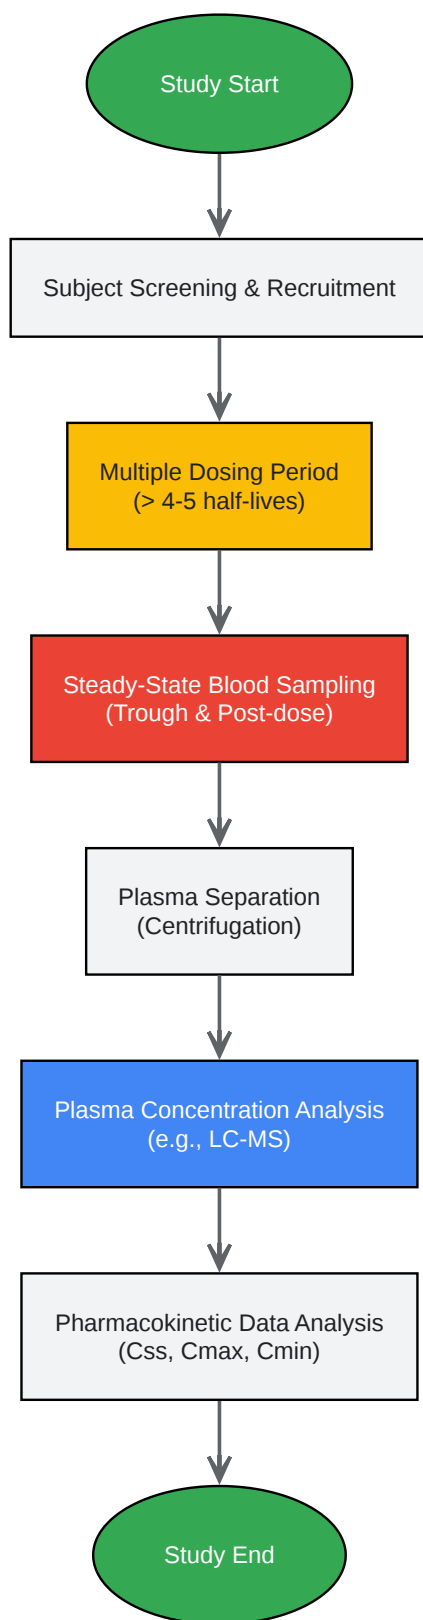 Study Start
Subject Screening & Recruitment
Multiple Dosing Period
(> 4-5 half-lives)
Steady-State Blood Sampling
(Trough & Post-dose)
Plasma Separation
(Centrifugation)
Plasma Concentration Analysis
(e.g., LC-MS)
Pharmacokinetic Data Analysis
(Css, Cmax, Cmin)
Study End